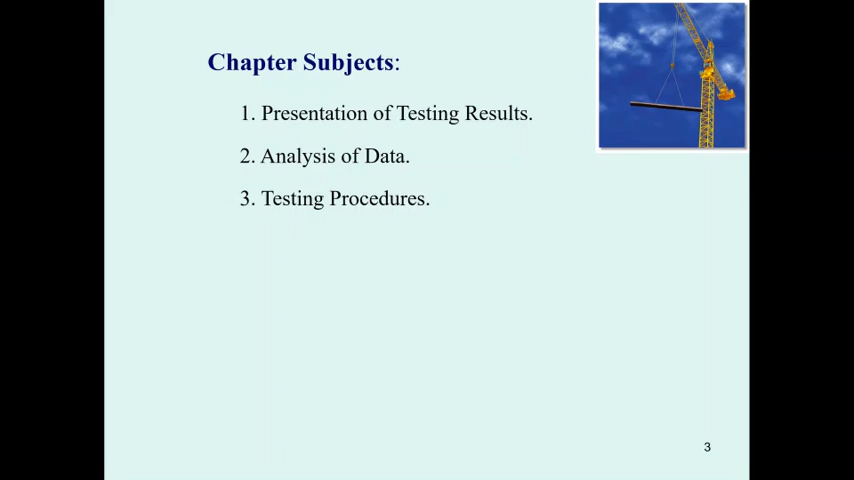 Chapter Subjects:
1. Presentation of Testing Results.
2. Analysis of Data.
3. Testing Procedures.
3